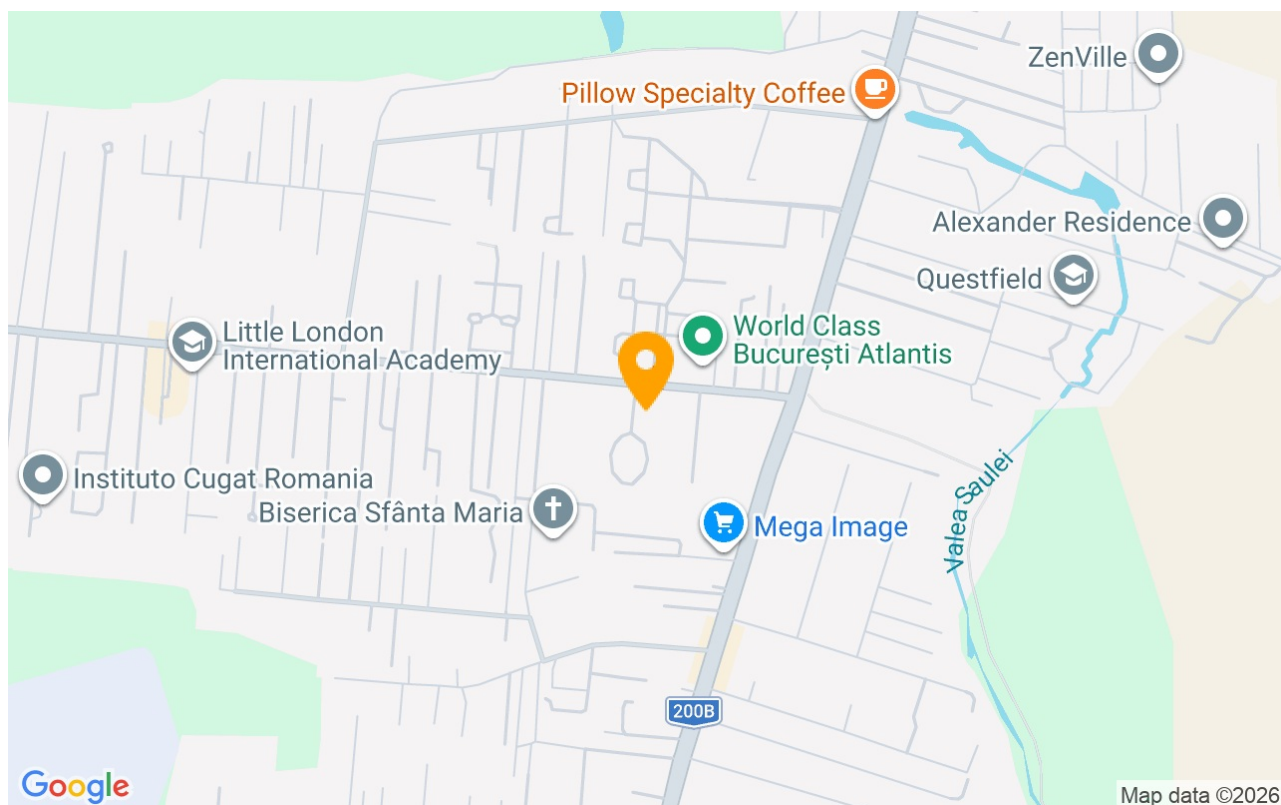 ZenVille
Pillow Specialty Coffee
Alexander Residence
Questfield
World Class
București Atlantis
Little London
International Academy
Instituto Cugat Romania
Biserica Sfânta Maria
Mega Image
Valea Saulei
200B
Google
Map data ©2026